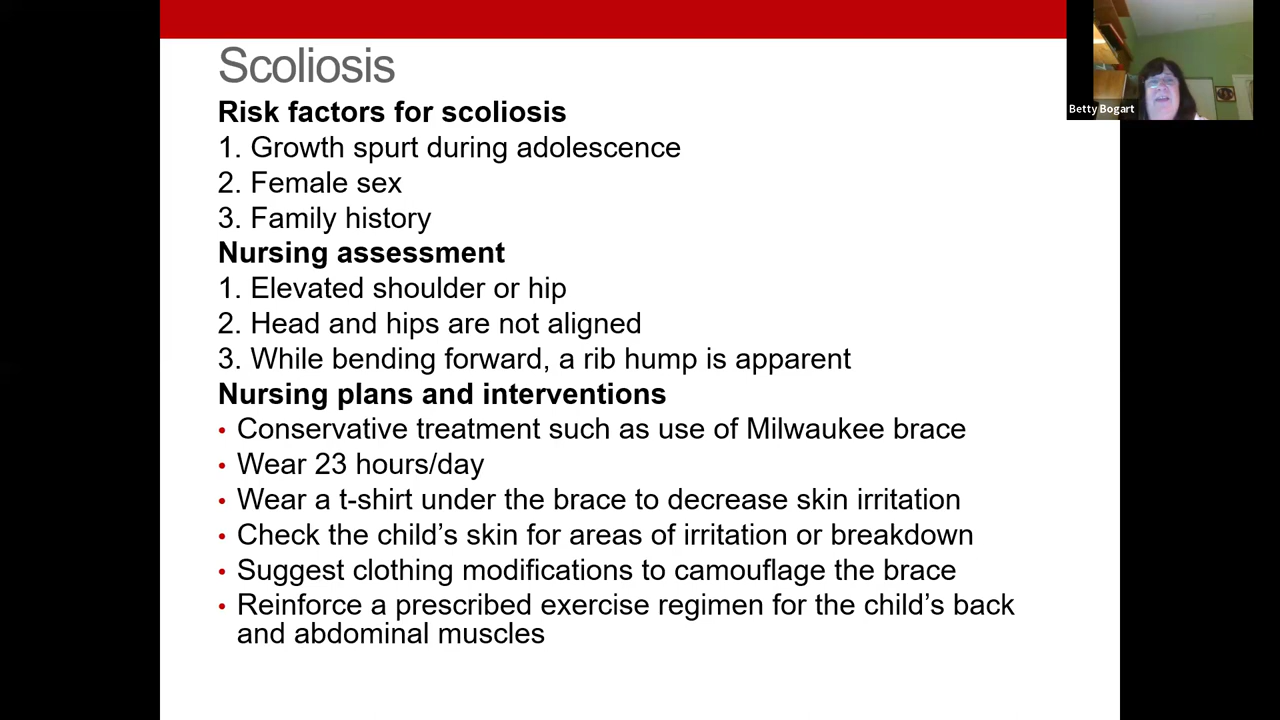 Scoliosis
Risk factors for scoliosis
1. Growth spurt during adolescence
2. Female sex
3. Family history
Nursing assessment
1. Elevated shoulder or hip
2. Head and hips are not aligned
3. While bending forward, a rib hump is apparent
Nursing plans and interventions
• Conservative treatment such as use of Milwaukee brace
• Wear 23 hours/day
• Wear a t-shirt under the brace to decrease skin irritation
• Check the child’s skin for areas of irritation or breakdown
• Suggest clothing modifications to camouflage the brace
• Reinforce a prescribed exercise regimen for the child’s back
and abdominal muscles
Betty Bogart